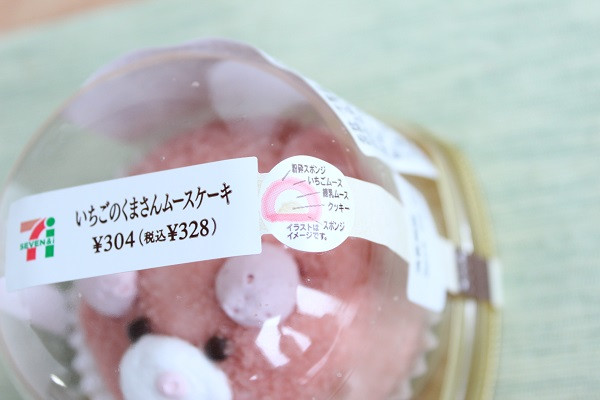 いちごのくまさんムースケーキ
¥304(税込¥328)
SEVEN&i
粉砕スポンジ
いちごムース
練乳ムース
クッキー
スポンジ
イラストは
イメージです。